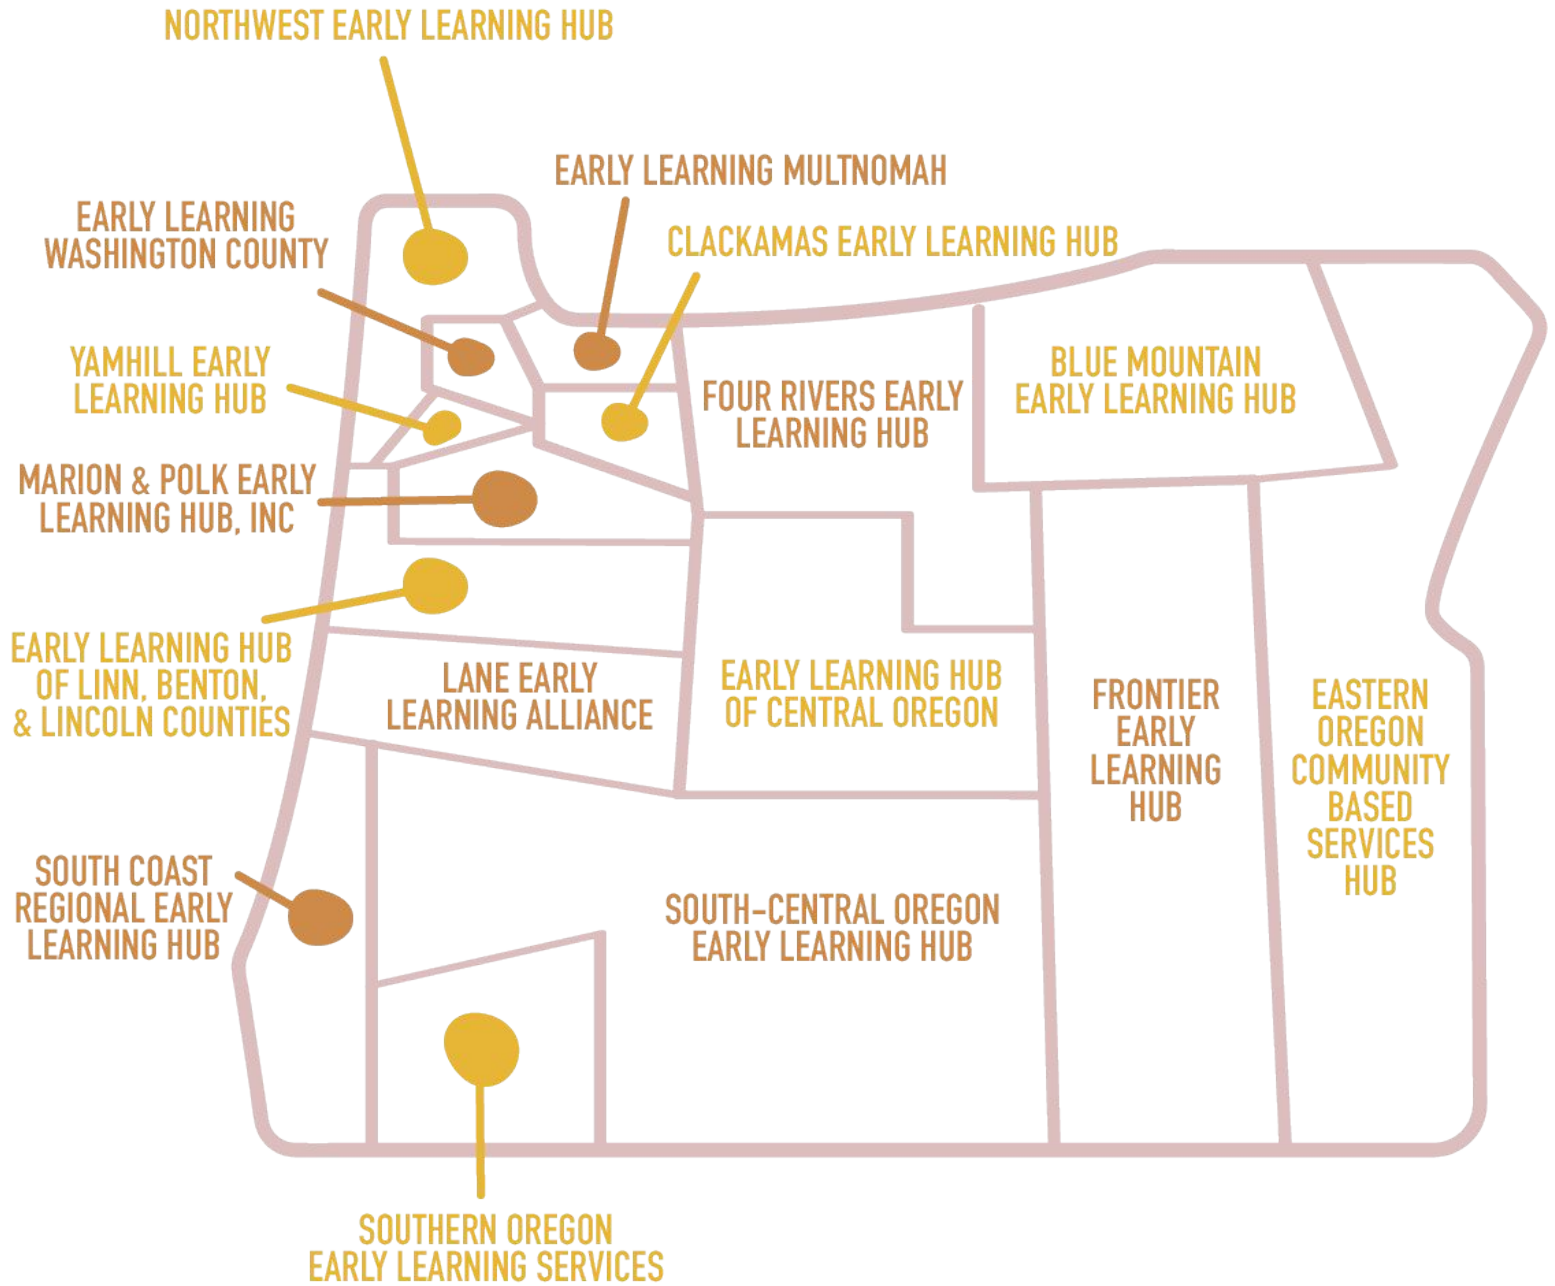 NORTHWEST EARLY LEARNING HUB
EARLY LEARNING MULTNOMAH
EARLY LEARNING
WASHINGTON COUNTY
CLACKAMAS EARLY LEARNING HUB
YAMHILL EARLY
LEARNING HUB
FOUR RIVERS EARLY
LEARNING HUB
BLUE MOUNTAIN
EARLY LEARNING HUB
MARION & POLK EARLY
LEARNING HUB, INC
EARLY LEARNING HUB
OF LINN, BENTON,
& LINCOLN COUNTIES
LANE EARLY
LEARNING ALLIANCE
EARLY LEARNING HUB
OF CENTRAL OREGON
FRONTIER
EARLY
LEARNING
HUB
EASTERN
OREGON
COMMUNITY
BASED
SERVICES
HUB
SOUTH COAST
REGIONAL EARLY
LEARNING HUB
SOUTH-CENTRAL OREGON
EARLY LEARNING HUB
SOUTHERN OREGON
EARLY LEARNING SERVICES